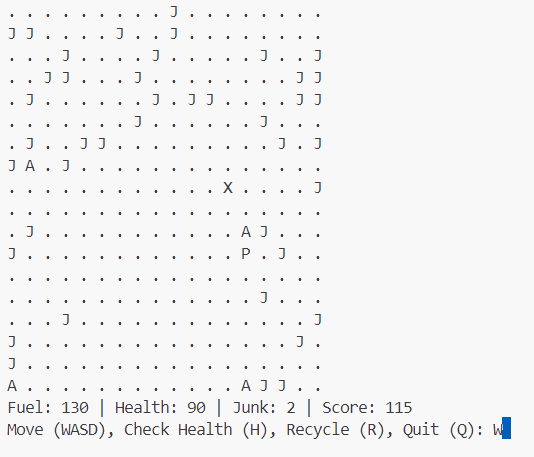 . . . . . . . . . J . . . . . . . .
J J . . . . J . . J . . . . . . . .
. . . J . . . . J . . . . . J . . J
. . J J . . . J . . . . . . . . J J
. J . . . . . . J . J J . . . . J J
. . . . . . . J . . . . . . J . . .
. J . . J J . . . . . . . . . J . J
J A . J . . . . . . . . . . . . . .
. . . . . . . . . . . . X . . . . J
. . . . . . . . . . . . . . . . . .
. J . . . . . . . . . . . A J . . .
J . . . . . . . . . . . . P . J . .
. . . . . . . . . . . . . . . . . .
. . . . . . . . . . . . . . J . . .
. . . J . . . . . . . . . . . . . J
J . . . . . . . . . . . . . . . J .
J . . . . . . . . . . . . . . . . .
A . . . . . . . . . . . . A J J . .
Fuel: 130 | Health: 90 | Junk: 2 | Score: 115
Move (WASD), Check Health (H), Recycle (R), Quit (Q): W